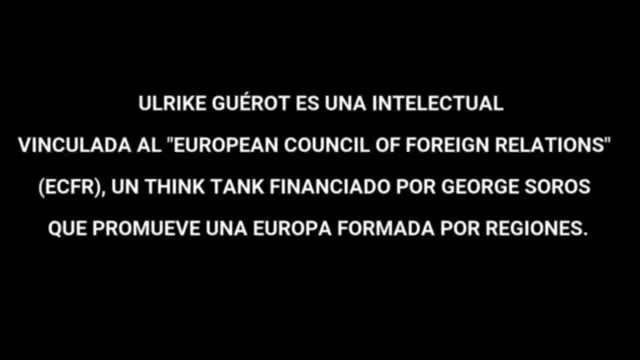 ULRIKE GUÉROT ES UNA INTELECTUAL
VINCULADA AL "EUROPEAN COUNCIL OF FOREIGN RELATIONS"
(ECFR), UN THINK TANK FINANCIADO POR GEORGE SOROS
QUE PROMUEVE UNA EUROPA FORMADA POR REGIONES.